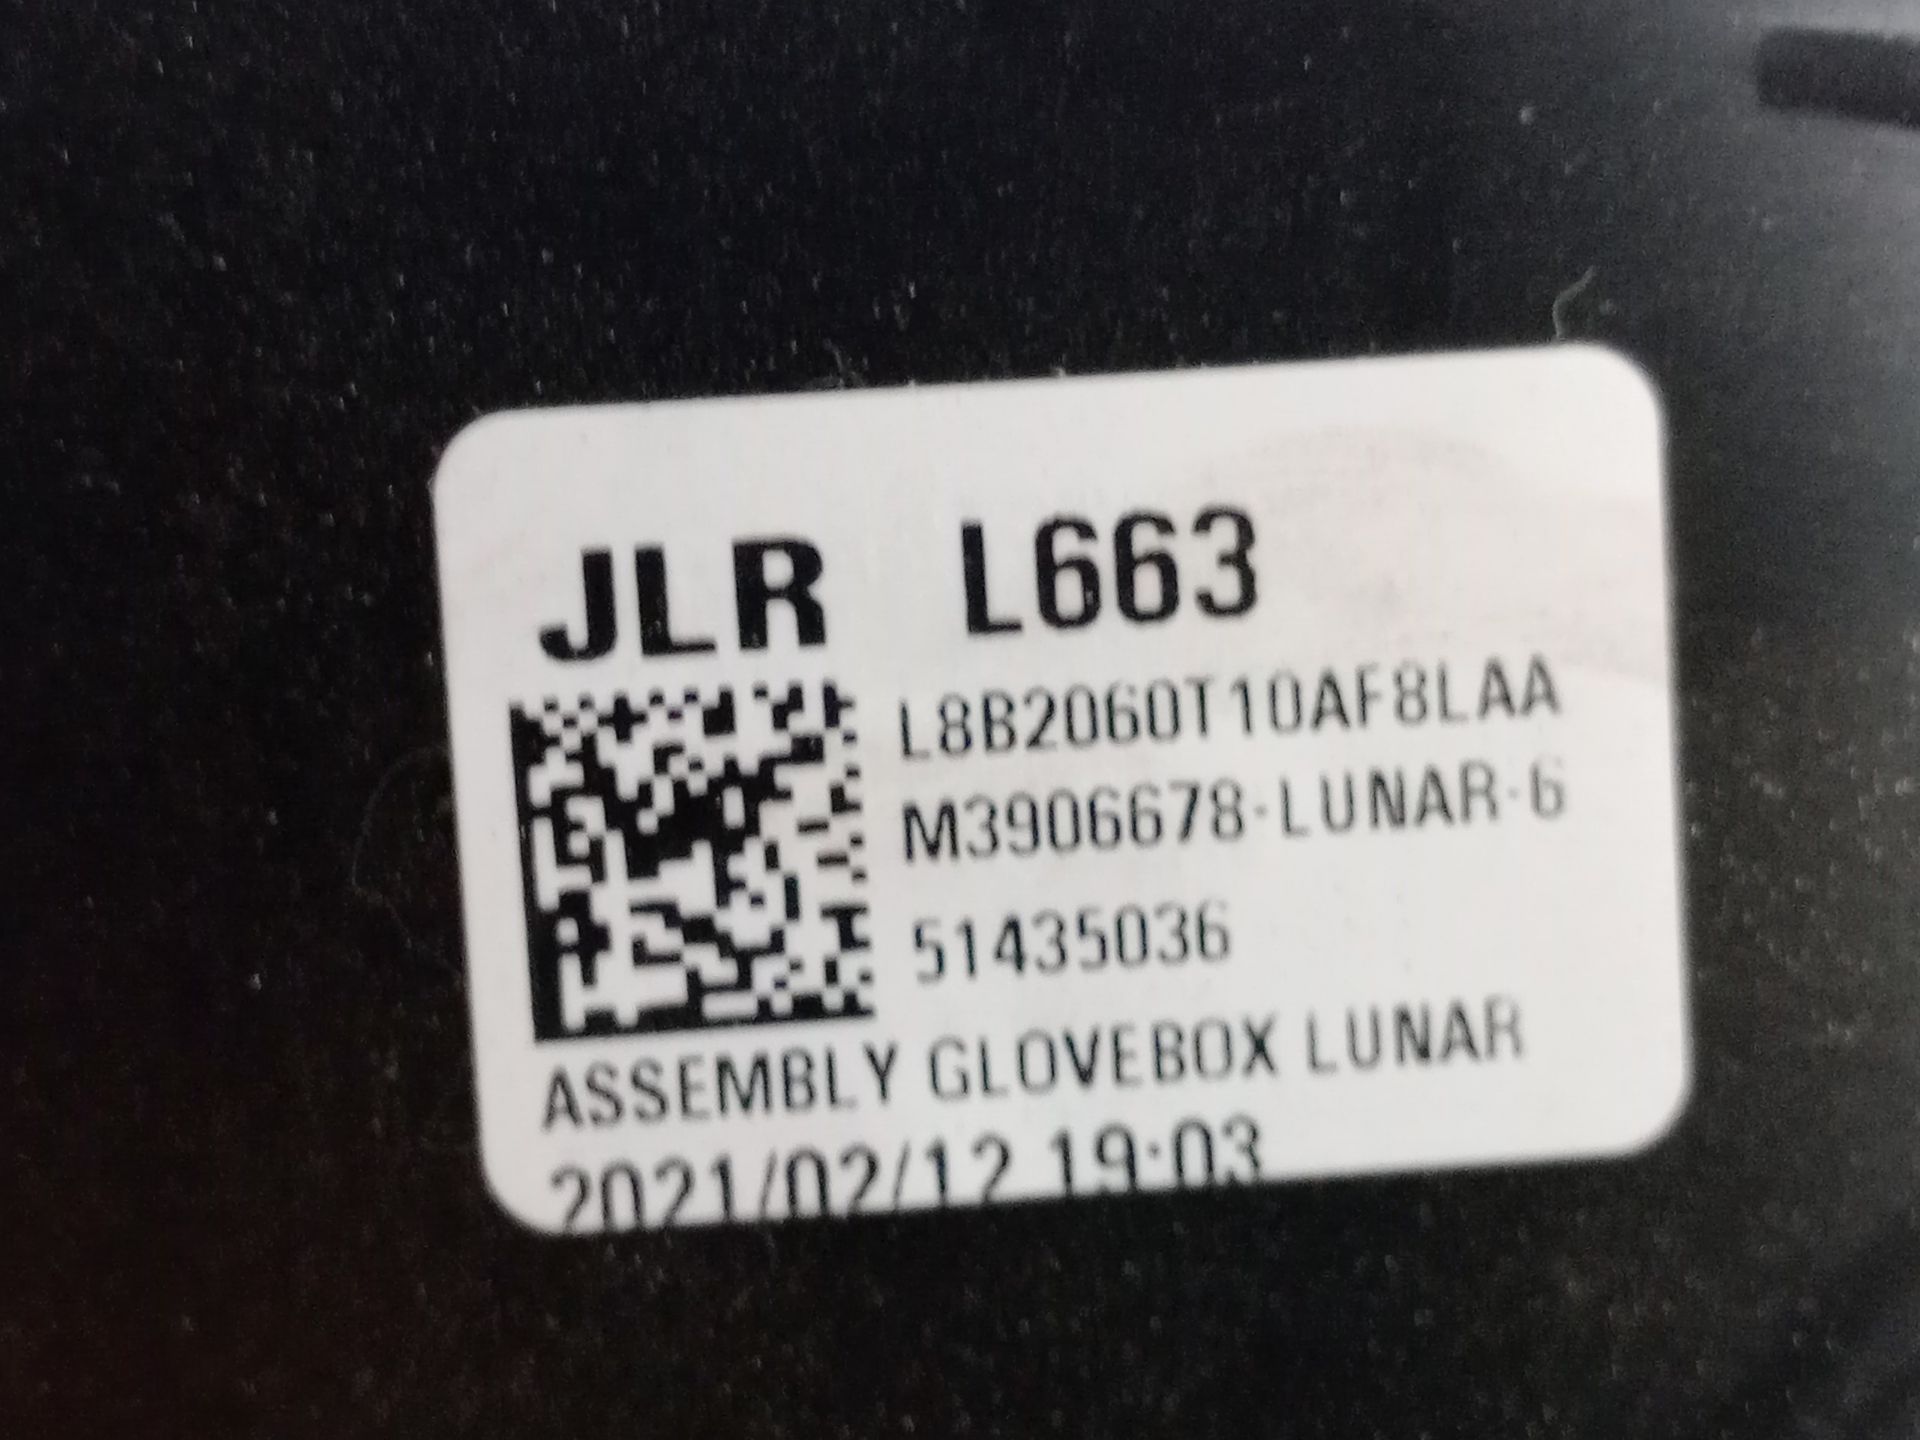 JLR L663
L8B2060T10AF8LAA
M3906678-LUNAR-6
51435036
ASSEMBLY GLOVEBOX LUNAR
2021/02/12 19:03